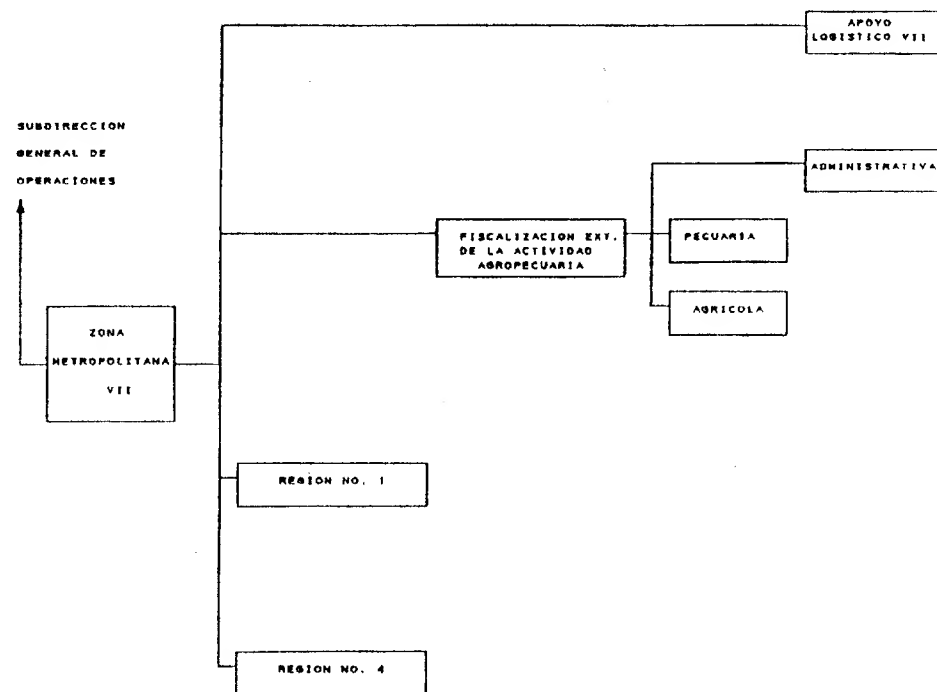 APOYO
LOGISTICO VII
SUBDIRECCION
GENERAL DE
OPERACIONES
ADMINISTRATIVA
FISCALIZACION EXT.
DE LA ACTIVIDAD
AGROPECUARIA
PECUARIA
AGRICOLA
ZONA
METROPOLITANA
VII
REGION NO. 1
REGION NO. 4